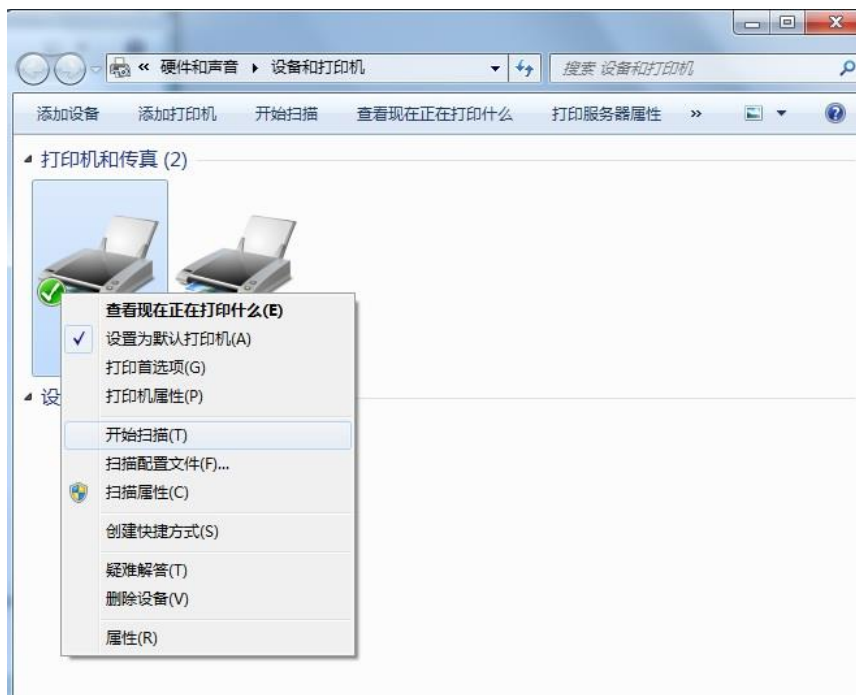 « 硬件和声音 ▸ 设备和打印机
搜索 设备和打印机
添加设备 添加打印机 开始扫描 查看现在正在打印什么 打印服务器属性 »
打印机和传真 (2)
查看现在正在打印什么(E)
设置为默认打印机(A)
打印首选项(G)
打印机属性(P)
设
开始扫描(T)
扫描配置文件(F)...
扫描属性(C)
创建快捷方式(S)
疑难解答(T)
删除设备(V)
属性(R)